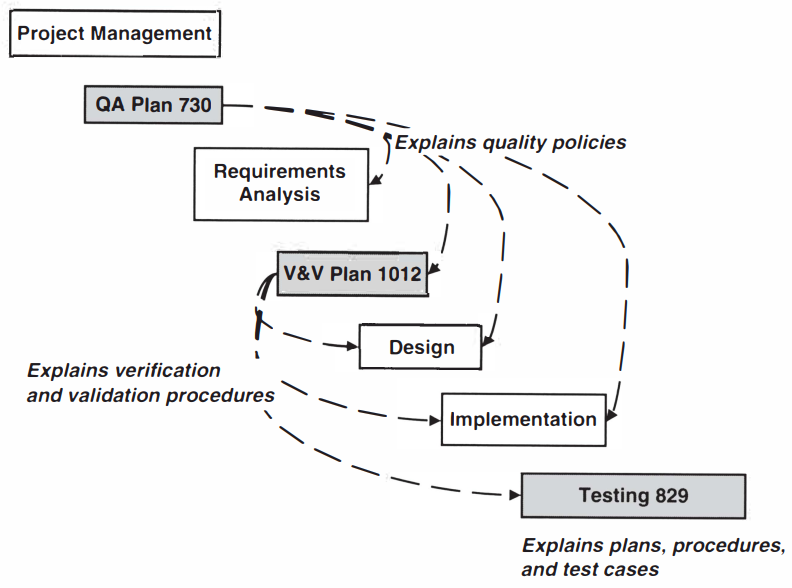 Project Management
QA Plan 730
Explains quality policies
Requirements
Analysis
V&V Plan 1012
Design
Explains verification
and validation procedures
Implementation
Testing 829
Explains plans, procedures,
and test cases